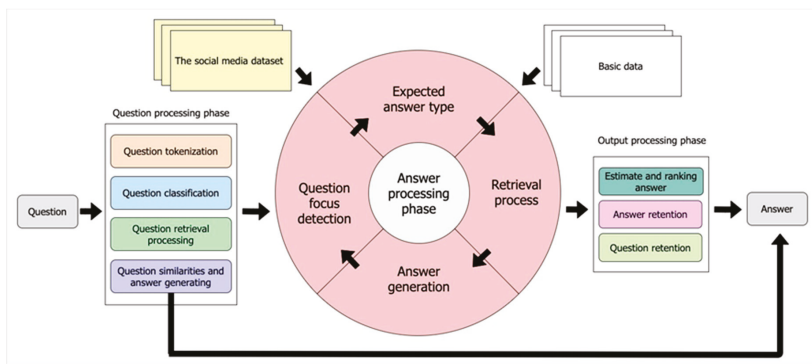 The social media dataset
Basic data
Question processing phase
Question tokenization
Question classification
Question retrieval
processing
Question similarities and
answer generating
Question
Expected
answer type
Question
focus
detection
Answer
processing
phase
Retrieval
process
Answer
generation
Output processing phase
Estimate and ranking
answer
Answer retention
Question retention
Answer